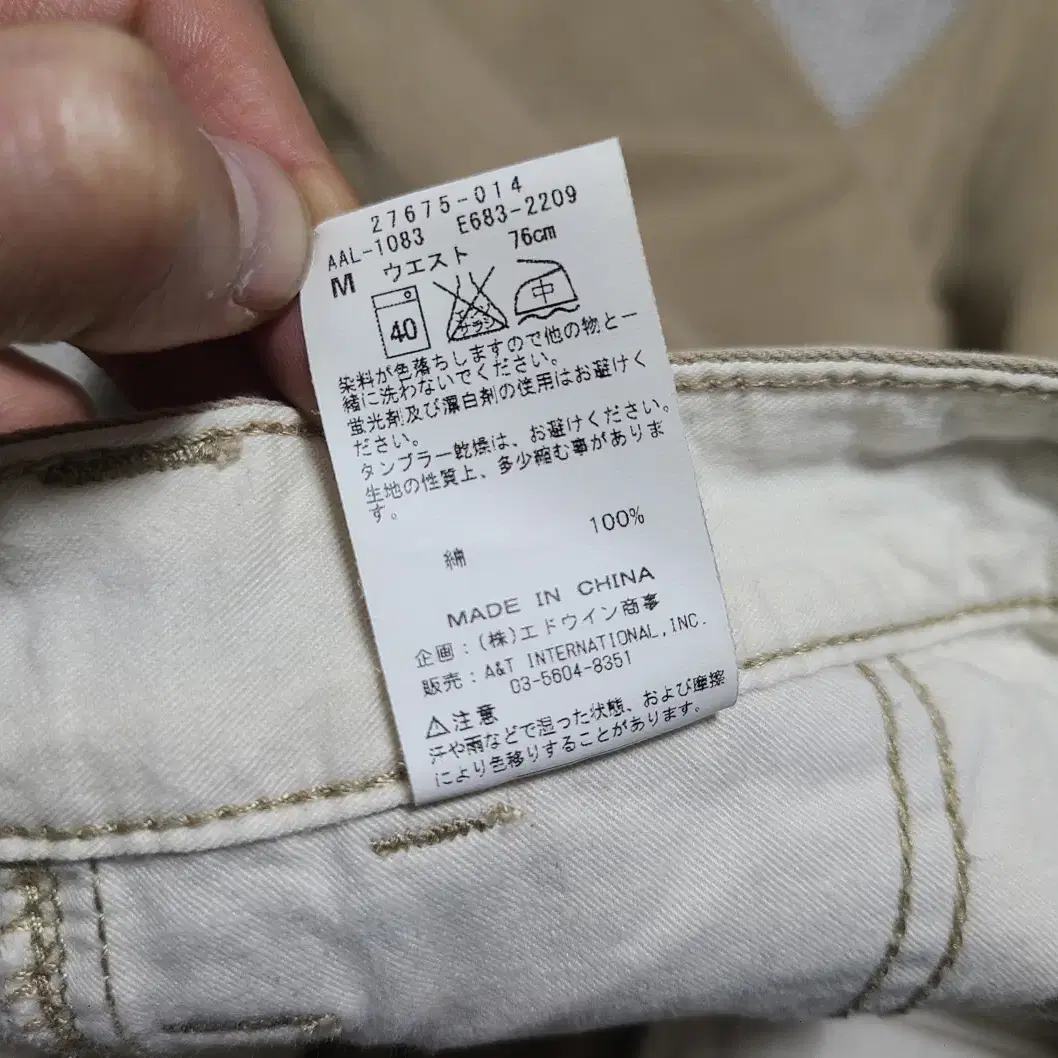 27675-014
AAL-1083 E683-2209
M ウエスト 76cm
40 エンソ サラシ 中
染料が色落ちしますので他の物と一
緒に洗わないでください。
蛍光剤及び漂白剤の使用はお避けく
ださい。
タンブラー乾燥は、お避けください。
生地の性質上、多少縮む事がありま
す。
綿 100%
MADE IN CHINA
企画:(株)エドウイン商事
販売:A&T INTERNATIONAL,INC.
03-5604-8351
⚠注意
汗や雨などで湿った状態、および摩擦
により色移りすることがあります。